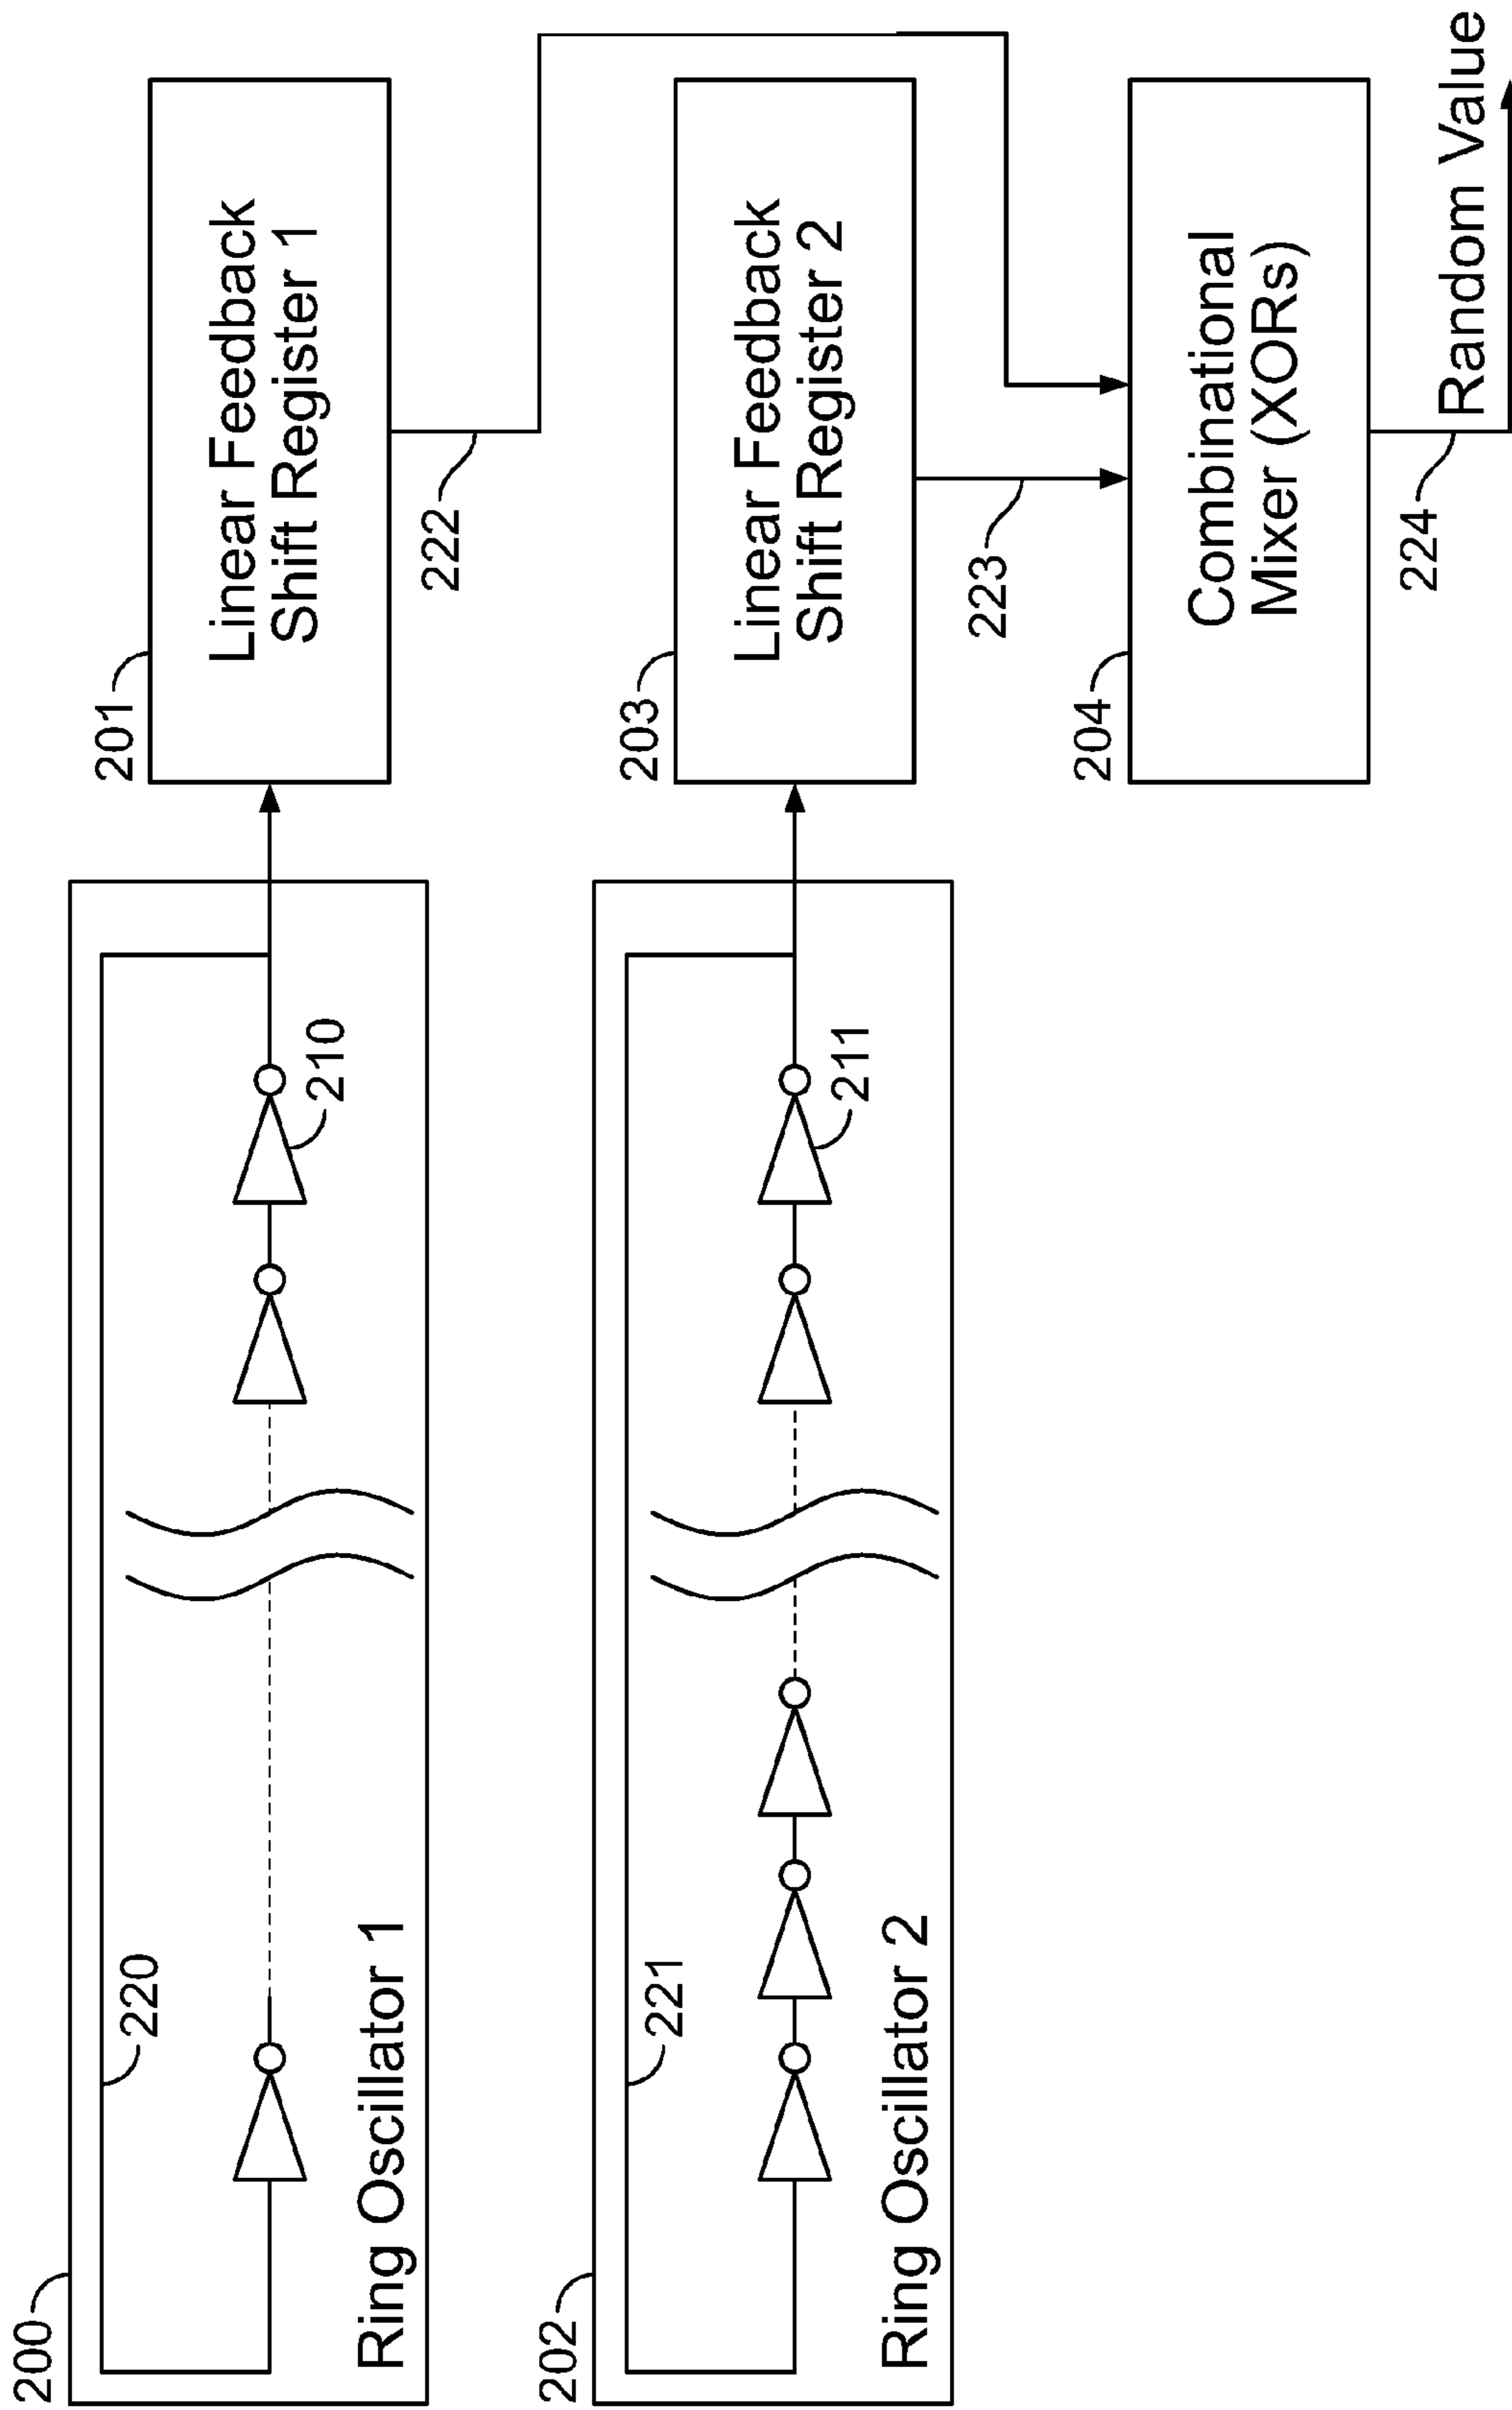 200
220
210
Ring Oscillator 1
201
Linear Feedback
Shift Register 1
222
202
221
211
Ring Oscillator 2
203
Linear Feedback
Shift Register 2
223
204
Combinational
Mixer (XORs)
224
Random Value